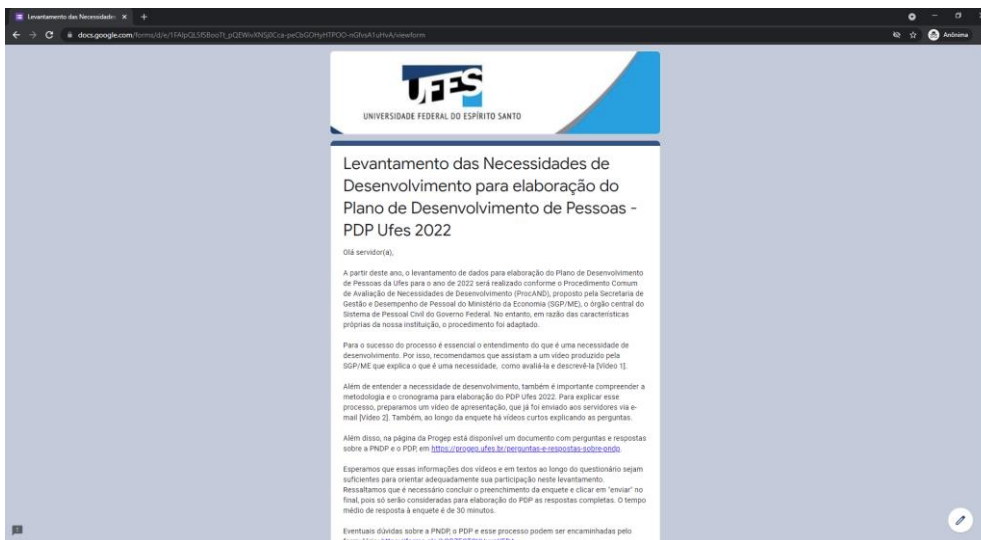 Levantamento das Necessidade
docs.google.com/forms/d/e/
Anônima
UFES
UNIVERSIDADE FEDERAL DO ESPÍRITO SANTO
Levantamento das Necessidades de
Desenvolvimento para elaboração do
Plano de Desenvolvimento de Pessoas -
PDP Ufes 2022
Olá servidor(a),
A partir deste ano, o levantamento de dados para elaboração do Plano de Desenvolvimento
de Pessoas da Ufes para o ano de 2022 será realizado conforme o Procedimento Comum
de Avaliação de Necessidades de Desenvolvimento (ProcAND), proposto pela Secretaria de
Gestão e Desempenho de Pessoal do Ministério da Economia (SGP/ME), o órgão central do
Sistema de Pessoal Civil do Governo Federal. No entanto, em razão das características
próprias da nossa instituição, o procedimento foi adaptado.
Para o sucesso do processo é essencial o entendimento do que é uma necessidade de
desenvolvimento. Por isso, recomendamos que assistam a um vídeo produzido pela
SGP/ME que explica o que é uma necessidade, como avaliá-la e descrevê-la [Vídeo 1].
Além de entender a necessidade de desenvolvimento, também é importante compreender a
metodologia e o cronograma para elaboração do PDP Ufes 2022. Para explicar esse
processo, preparamos um vídeo de apresentação, que já foi enviado aos servidores via e-
mail [Vídeo 2]. Também, ao longo da enquete há vídeos curtos explicando as perguntas.
Além disso, na página da Progep está disponível um documento com perguntas e respostas
sobre a PNDP e o PDP, em https://progep.ufes.br/perguntas-e-respostas-sobre-pndp.
Esperamos que essas informações dos vídeos e em textos ao longo do questionário sejam
suficientes para orientar adequadamente sua participação neste levantamento.
Ressaltamos que é necessário concluir o preenchimento da enquete e clicar em "enviar" no
final, pois só serão consideradas para elaboração do PDP as respostas completas. O tempo
médio de resposta à enquete é de 30 minutos.
Eventuais dúvidas sobre a PNDP, o PDP e esse processo podem ser encaminhadas pelo